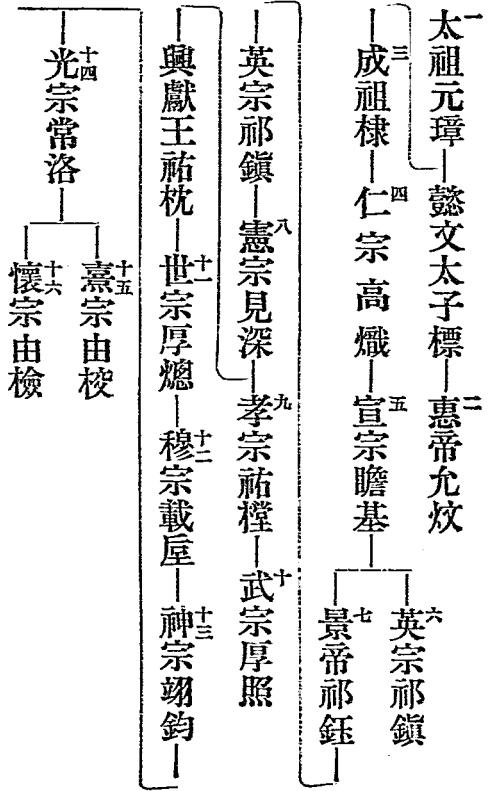 一太祖元璋
懿文太子標
二惠帝允炆
三成祖棣
四仁宗高熾
五宣宗瞻基
六英宗祁鎭
七景帝祁鈺
英宗祁鎭
八憲宗見深
九孝宗祐樘
十武宗厚照
興獻王祐枕
十一世宗厚熜
十二穆宗載垕
十三神宗翊鈞
十四光宗常洛
十五熹宗由校
十六懷宗由檢